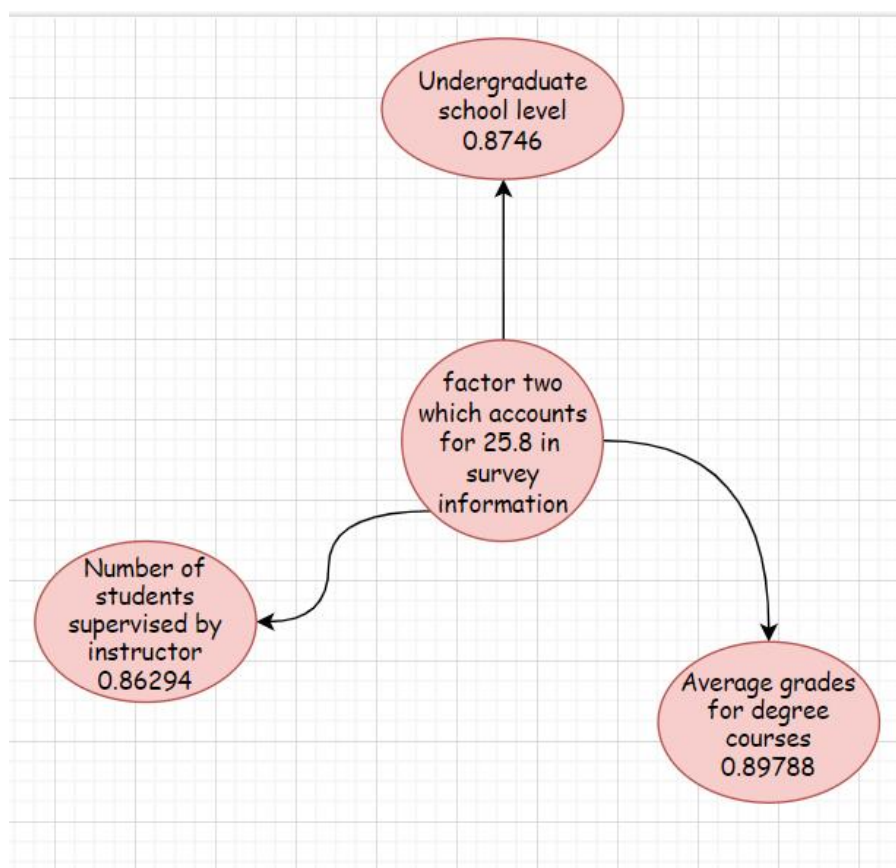 Undergraduate
school level
0.8746
factor two
which accounts
for 25.8 in
survey
information
Number of
students
supervised by
instructor
0.86294
Average grades
for degree
courses
0.89788